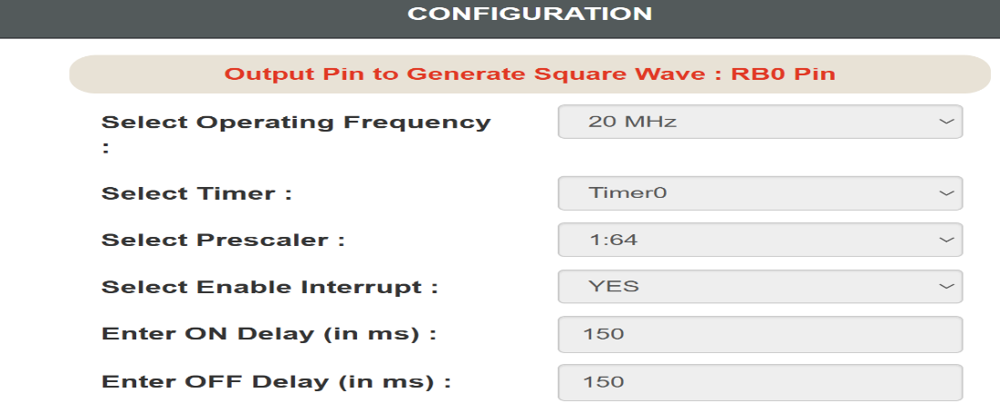 CONFIGURATION
Output Pin to Generate Square Wave : RB0 Pin
Select Operating Frequency
:
20 MHz
Select Timer :
Timer0
Select Prescaler :
1:64
Select Enable Interrupt :
YES
Enter ON Delay (in ms) :
150
Enter OFF Delay (in ms) :
150